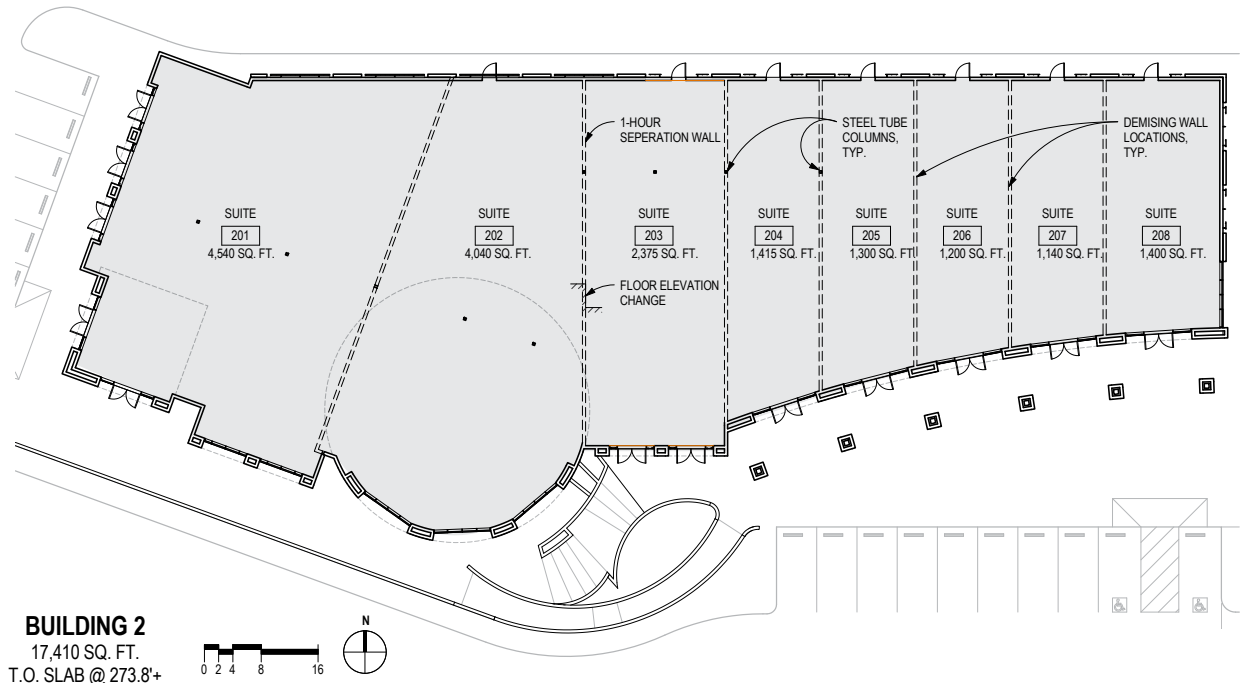 1-HOUR
SEPERATION WALL
STEEL TUBE
COLUMNS,
TYP.
DEMISING WALL
LOCATIONS,
TYP.
SUITE
201
4,540 SQ. FT.
SUITE
202
4,040 SQ. FT.
SUITE
203
2,375 SQ. FT.
SUITE
204
1,415 SQ. FT.
SUITE
205
1,300 SQ. FT.
SUITE
206
1,200 SQ. FT.
SUITE
207
1,140 SQ. FT.
SUITE
208
1,400 SQ. FT.
FLOOR ELEVATION
CHANGE
BUILDING 2
17,410 SQ. FT.
T.O. SLAB @ 273.8'+
0 2 4 8 16
N